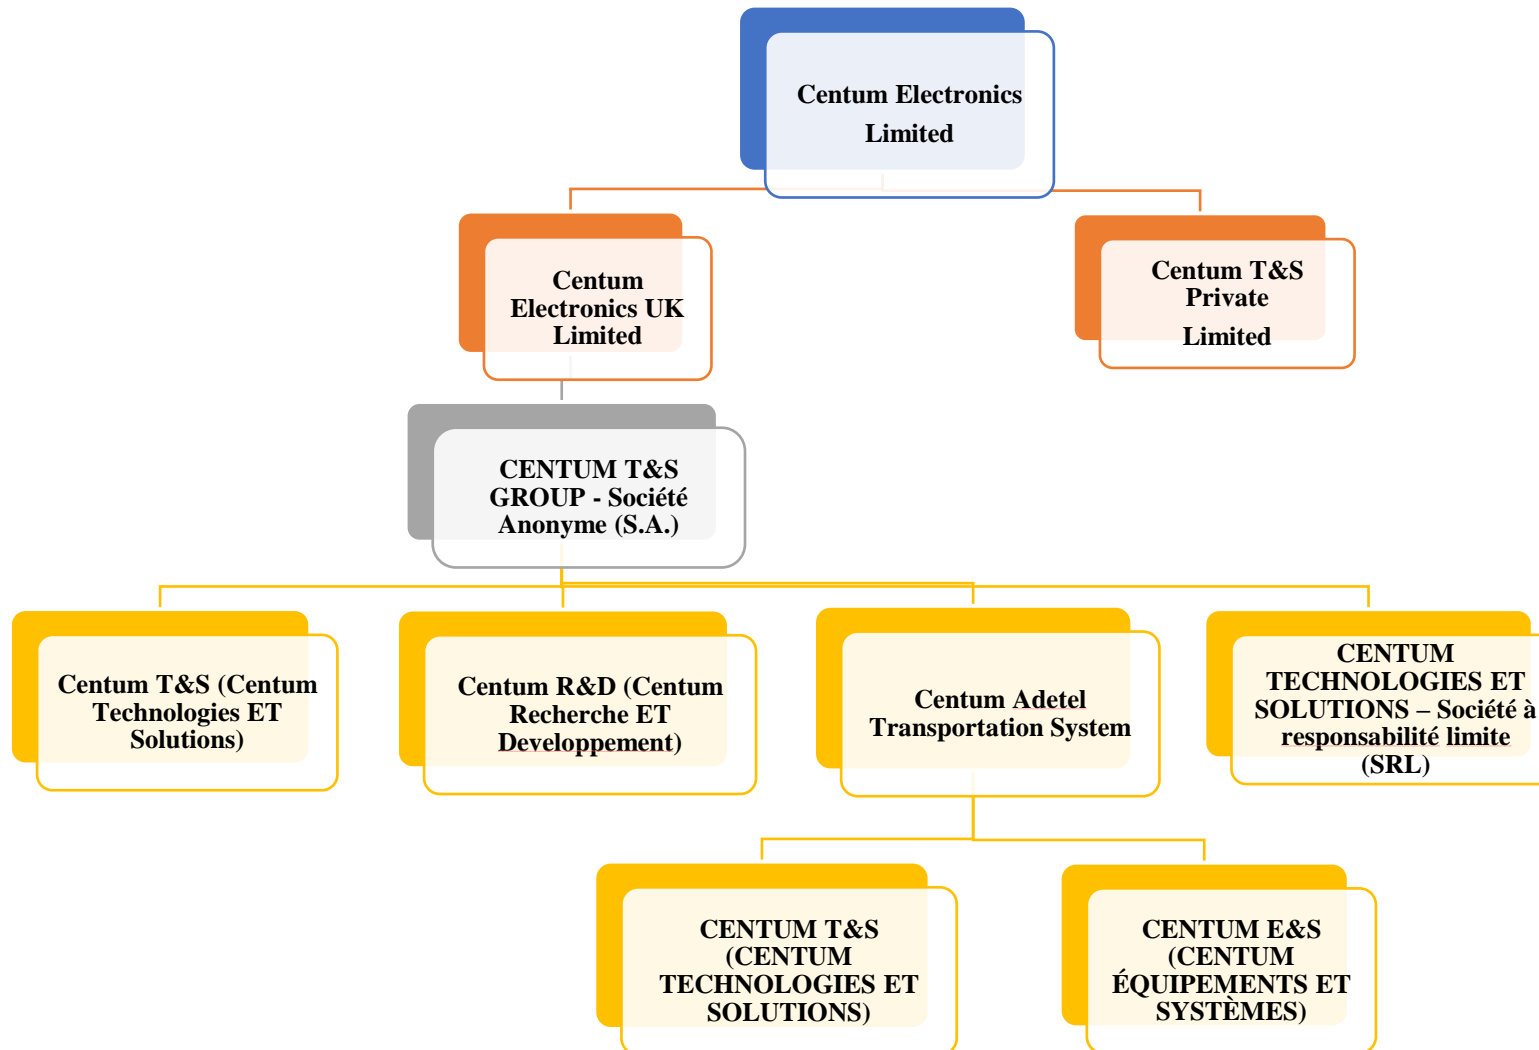 Centum Electronics
Limited
Centum
Electronics UK
Limited
Centum T&S
Private
Limited
CENTUM T&S
GROUP - Société
Anonyme (S.A.)
Centum T&S (Centum
Technologies ET
Solutions)
Centum R&D (Centum
Recherche ET
Developpement)
Centum Adetel
Transportation System
CENTUM
TECHNOLOGIES ET
SOLUTIONS – Société à
responsabilité limite
(SRL)
CENTUM T&S
(CENTUM
TECHNOLOGIES ET
SOLUTIONS)
CENTUM E&S
(CENTUM
ÉQUIPEMENTS ET
SYSTÈMES)